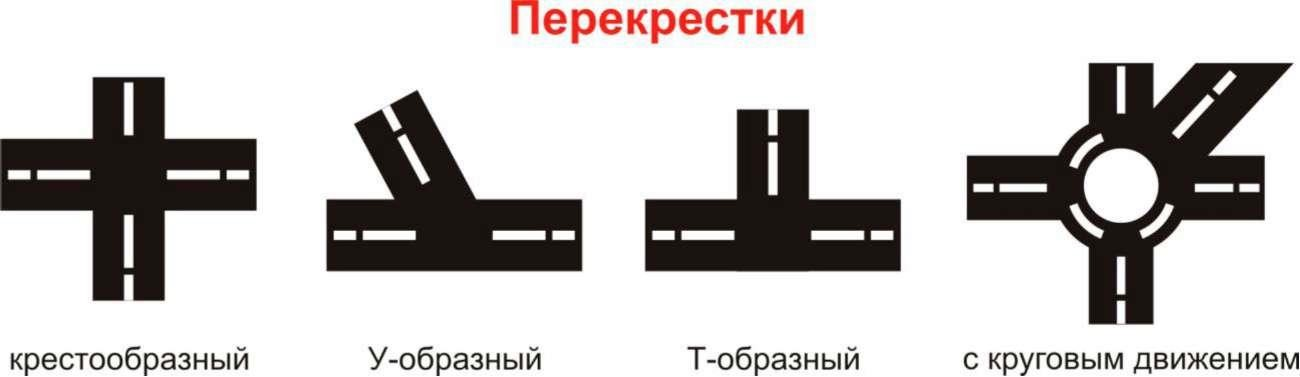 Перекрестки
крестообразный
У-образный
Т-образный
с круговым движением